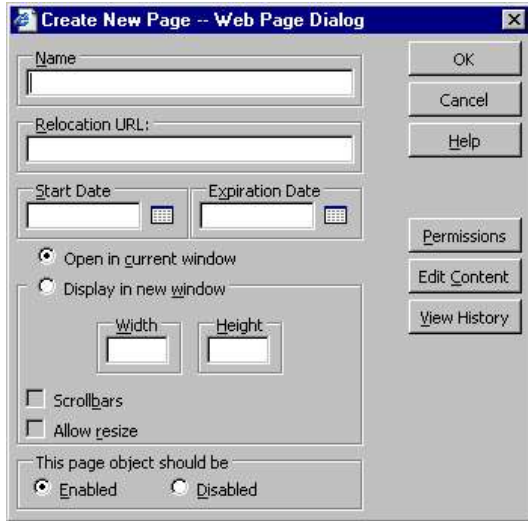 Create New Page -- Web Page Dialog
Name
OK
Cancel
Relocation URL:
Help
Start Date
Expiration Date
Permissions
Open in current window
Edit Content
Display in new window
View History
Width
Height
Scrollbars
Allow resize
This page object should be
Enabled
Disabled